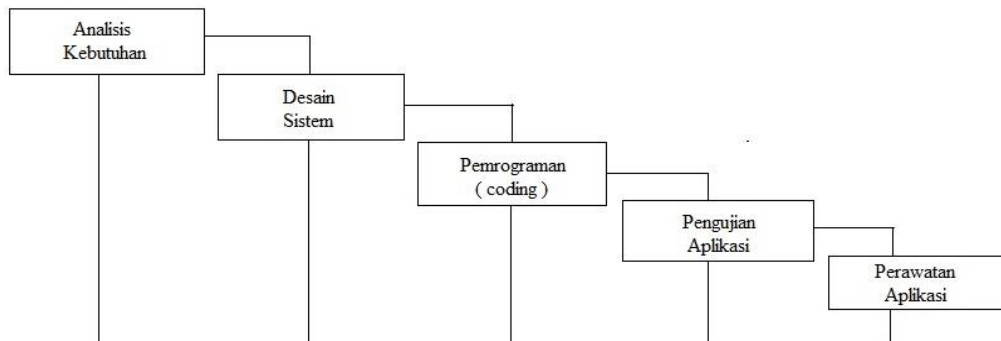 Analisis
Kebutuhan
Desain
Sistem
Pemrograman
( coding )
Pengujian
Aplikasi
Perawatan
Aplikasi